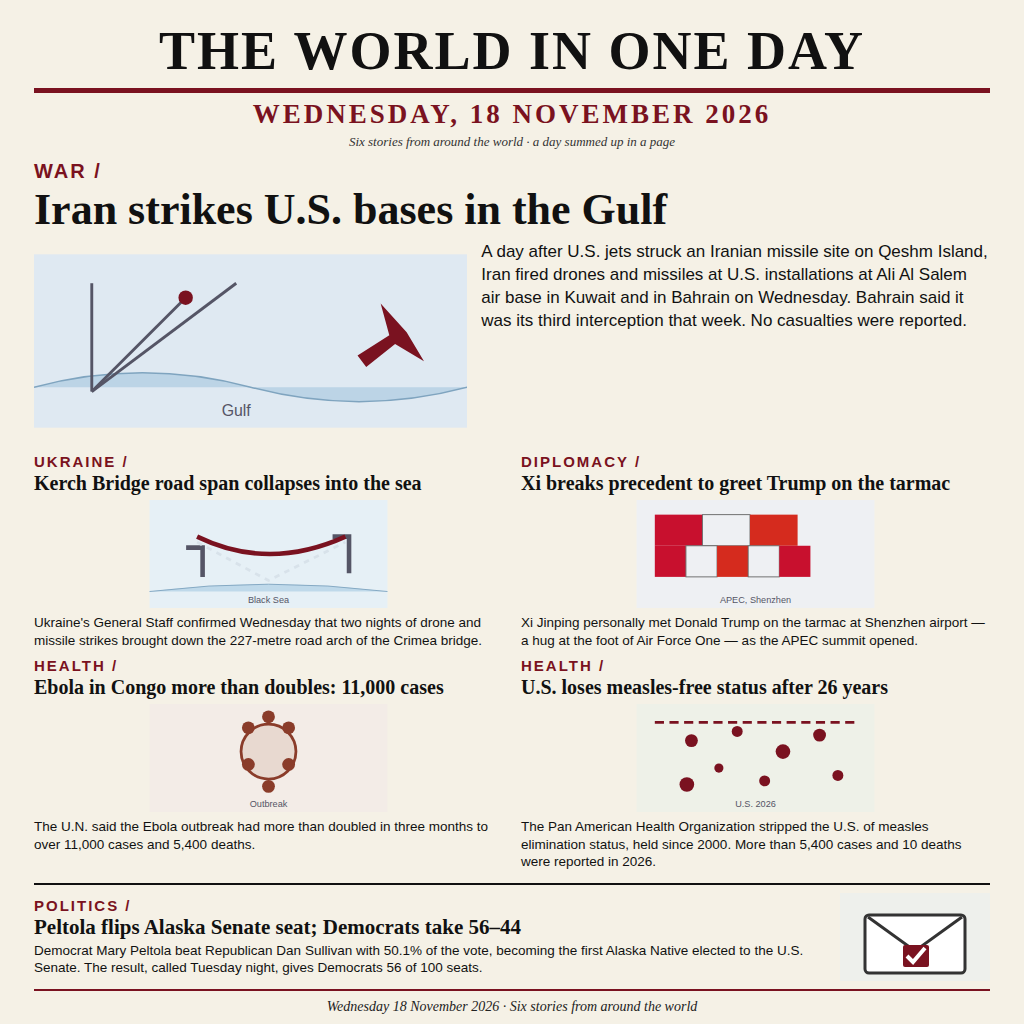 THE WORLD IN ONE DAY
WEDNESDAY, 18 NOVEMBER 2026
Six stories from around the world · a day summed up in a page
WAR /
Iran strikes U.S. bases in the Gulf
A day after U.S. jets struck an Iranian missile site on Qeshm Island,
Iran fired drones and missiles at U.S. installations at Ali Al Salem
air base in Kuwait and in Bahrain on Wednesday. Bahrain said it
was its third interception that week. No casualties were reported.
Gulf
UKRAINE /
Kerch Bridge road span collapses into the sea
Black Sea
Ukraine's General Staff confirmed Wednesday that two nights of drone and
missile strikes brought down the 227-metre road arch of the Crimea bridge.
DIPLOMACY /
Xi breaks precedent to greet Trump on the tarmac
APEC, Shenzhen
Xi Jinping personally met Donald Trump on the tarmac at Shenzhen airport —
a hug at the foot of Air Force One — as the APEC summit opened.
HEALTH /
Ebola in Congo more than doubles: 11,000 cases
Outbreak
The U.N. said the Ebola outbreak had more than doubled in three months to
over 11,000 cases and 5,400 deaths.
HEALTH /
U.S. loses measles-free status after 26 years
U.S. 2026
The Pan American Health Organization stripped the U.S. of measles
elimination status, held since 2000. More than 5,400 cases and 10 deaths
were reported in 2026.
POLITICS /
Peltola flips Alaska Senate seat; Democrats take 56–44
Democrat Mary Peltola beat Republican Dan Sullivan with 50.1% of the vote, becoming the first Alaska Native elected to the U.S.
Senate. The result, called Tuesday night, gives Democrats 56 of 100 seats.
Wednesday 18 November 2026 · Six stories from around the world